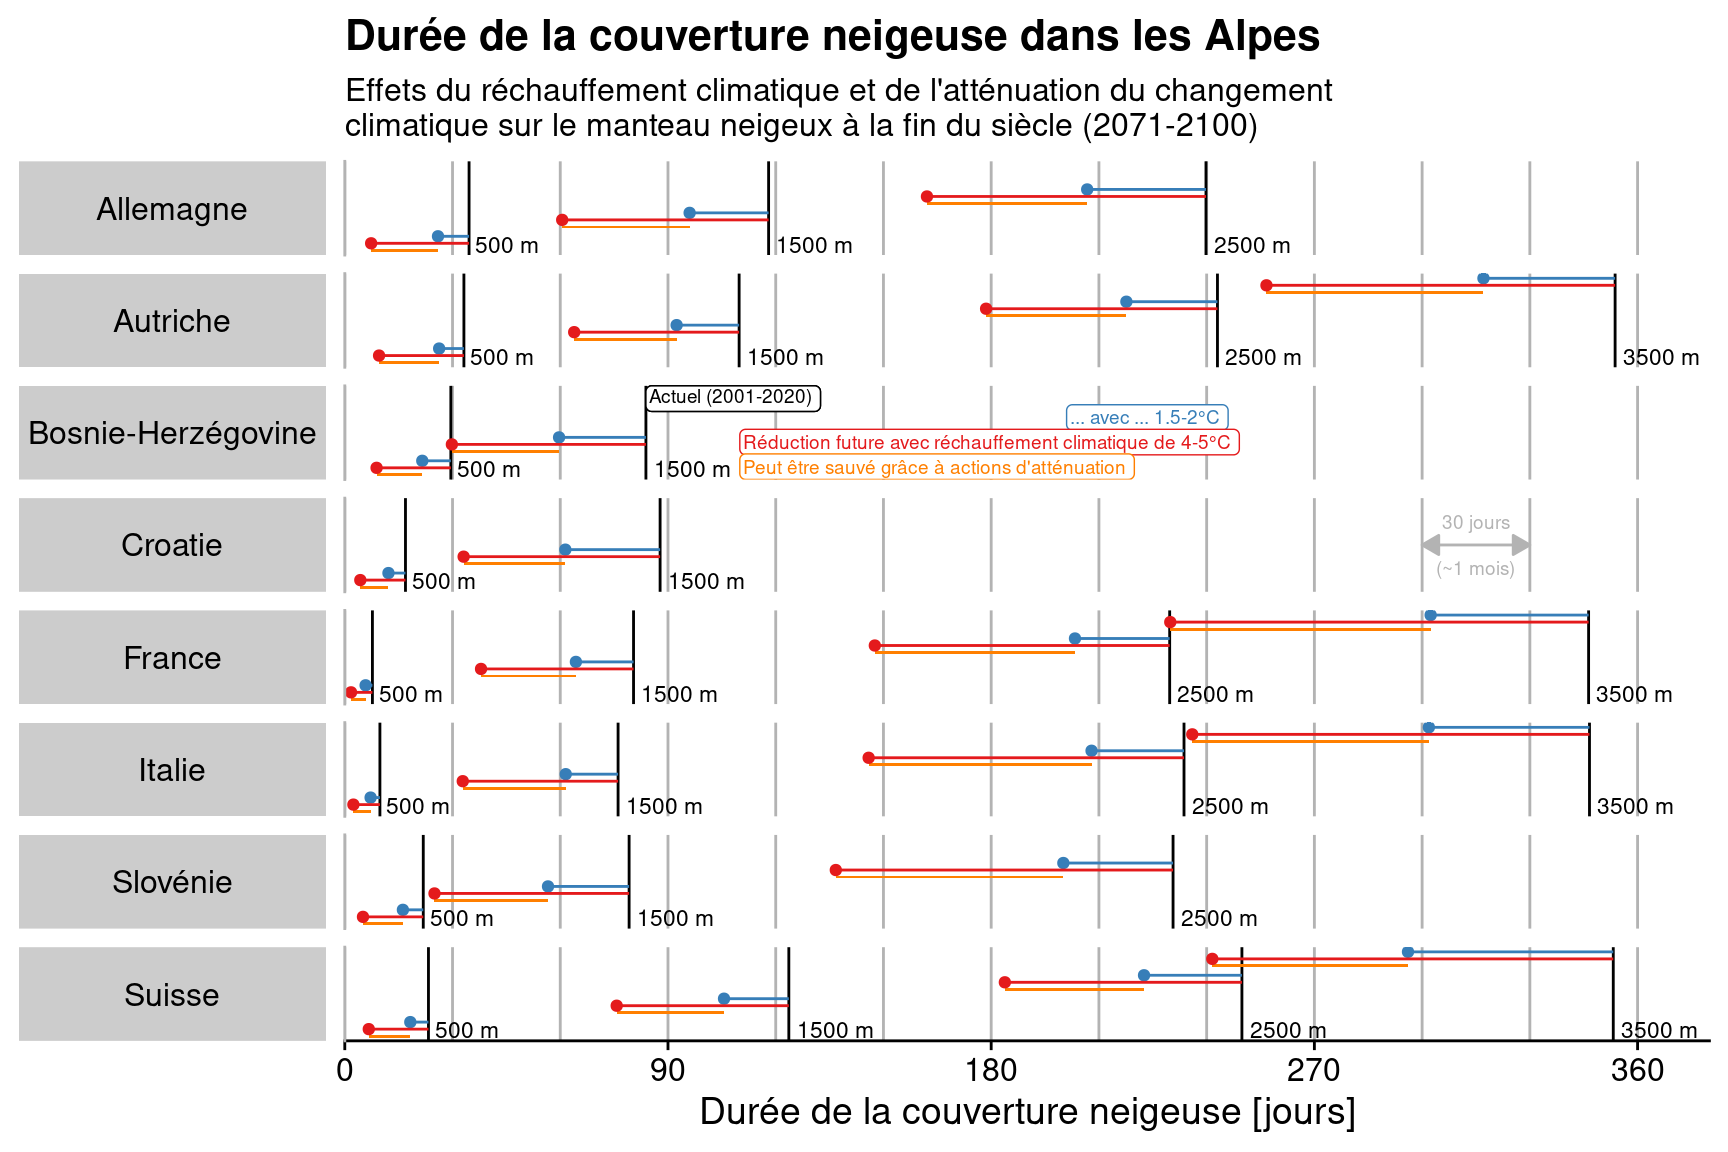 Durée de la couverture neigeuse dans les Alpes
Effets du réchauffement climatique et de l'atténuation du changement
climatique sur le manteau neigeux à la fin du siècle (2071-2100)
Allemagne
500 m
1500 m
2500 m
Autriche
500 m
1500 m
2500 m
3500 m
Bosnie-Herzégovine
500 m
1500 m
Actuel (2001-2020)
... avec ... 1.5-2°C
Réduction future avec réchauffement climatique de 4-5°C
Peut être sauvé grâce à actions d'atténuation
Croatie
500 m
1500 m
30 jours
(~1 mois)
France
500 m
1500 m
2500 m
3500 m
Italie
500 m
1500 m
2500 m
3500 m
Slovénie
500 m
1500 m
2500 m
Suisse
500 m
1500 m
2500 m
3500 m
0 90 180 270 360
Durée de la couverture neigeuse [jours]